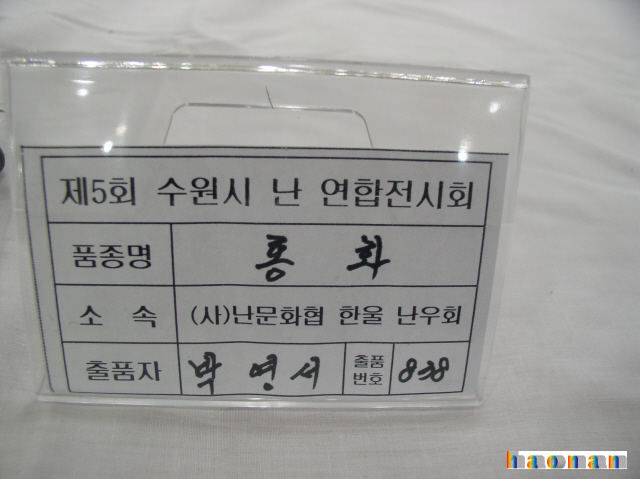 제5회 수원시 난 연합전시회
품종명 홍 화
소 속 (사)난문화협 한울 난우회
출품자 박 영 서 출품번호 838
haonan